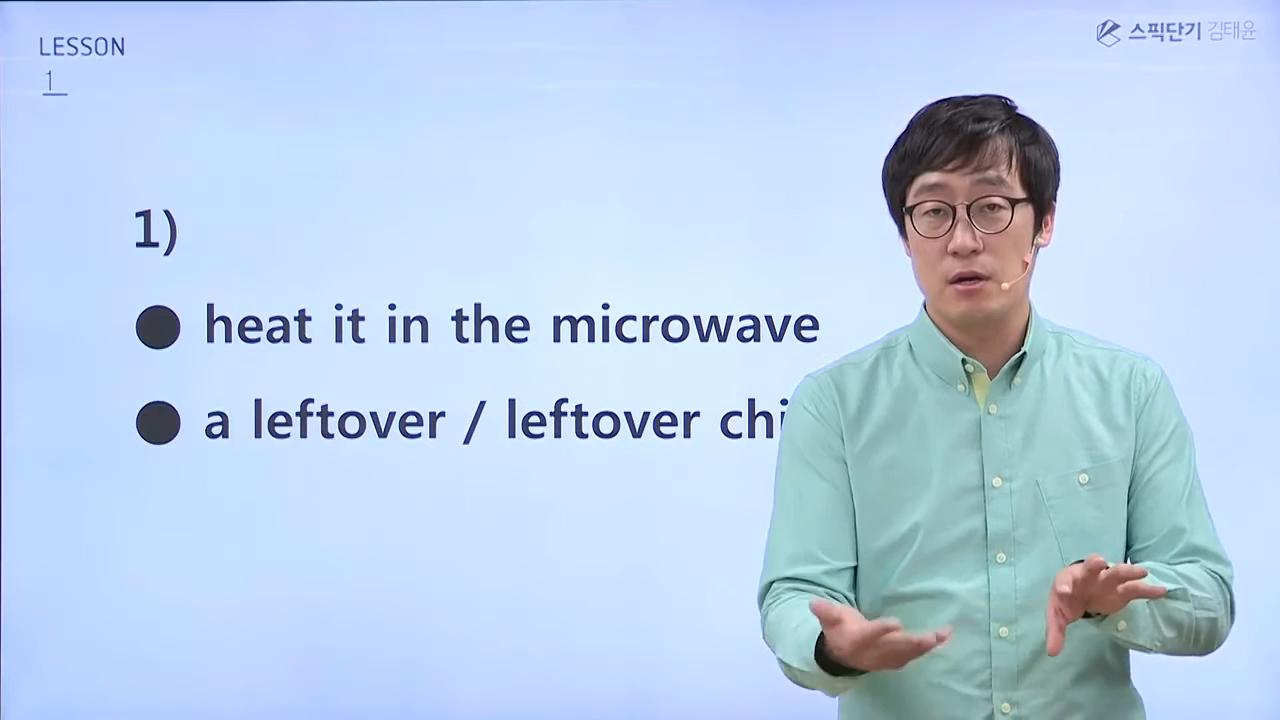 LESSON
1
스픽단기 김태윤
1)
● heat it in the microwave
● a leftover / leftover